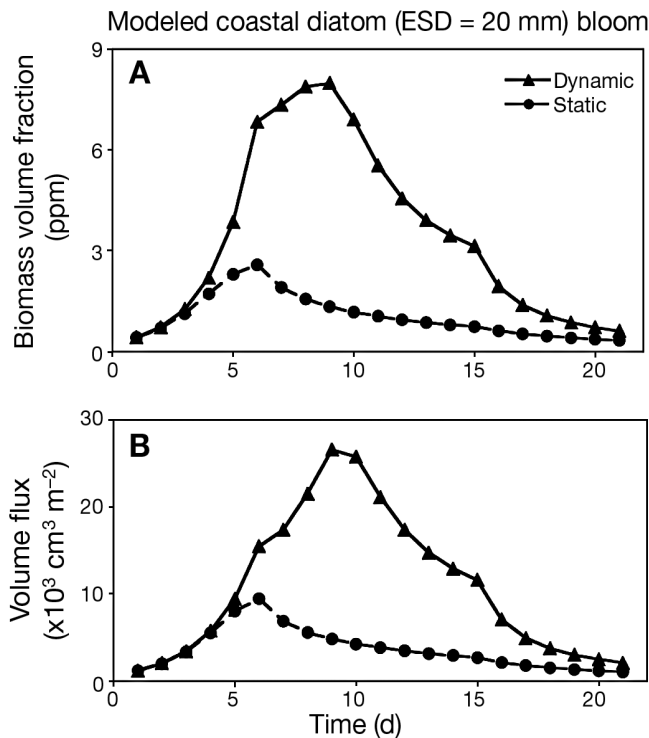 Modeled coastal diatom (ESD = 20 mm) bloom
A
Dynamic
Static
Biomass volume fraction
(ppm)
9
6
3
0
0 5 10 15 20
B
Volume flux
(x10³ cm³ m⁻²)
30
20
10
0
0 5 10 15 20
Time (d)